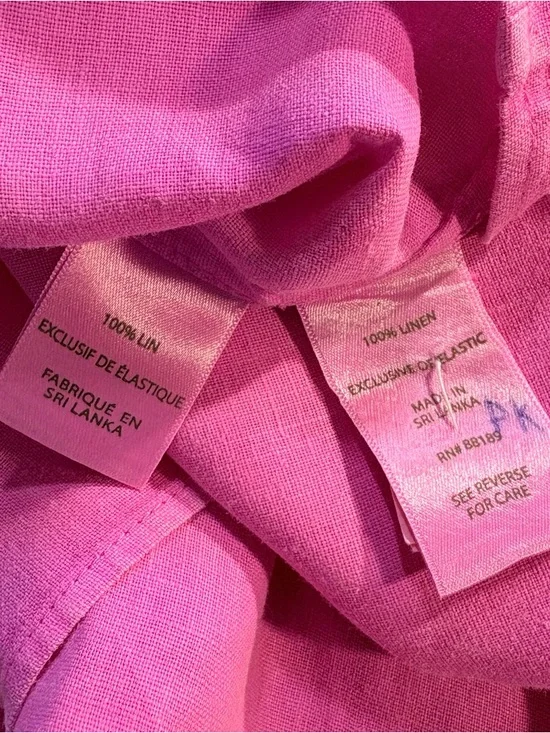 100% LIN
EXCLUSIF DE ÉLASTIQUE
FABRIQUÉ EN
SRI LANKA
100% LINEN
EXCLUSIVE OF ELASTIC
MADE IN
SRI LANKA
PK
RN# 88189
SEE REVERSE
FOR CARE